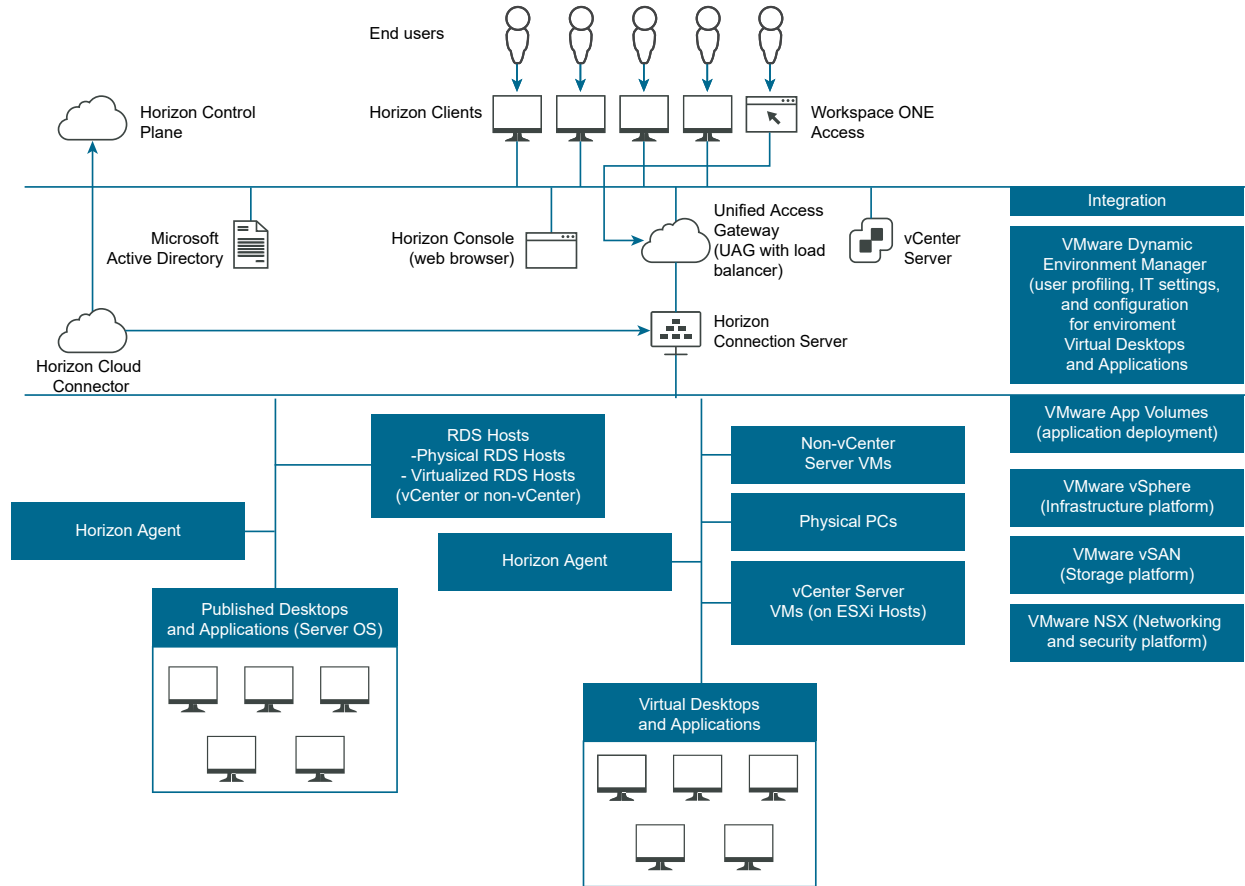 End users
Horizon Control
Plane
Horizon Clients
Workspace ONE
Access
Microsoft
Active Directory
Horizon Console
(web browser)
Unified Access
Gateway
(UAG with load
balancer)
vCenter
Server
Horizon Cloud
Connector
Horizon
Connection Server
Integration
VMware Dynamic
Environment Manager
(user profiling, IT settings,
and configuration
for enviroment
Virtual Desktops
and Applications
VMware App Volumes
(application deployment)
VMware vSphere
(Infrastructure platform)
VMware vSAN
(Storage platform)
VMware NSX (Networking
and security platform)
RDS Hosts
-Physical RDS Hosts
- Virtualized RDS Hosts
(vCenter or non-vCenter)
Horizon Agent
Published Desktops
and Applications (Server OS)
Non-vCenter
Server VMs
Physical PCs
Horizon Agent
vCenter Server
VMs (on ESXi Hosts)
Virtual Desktops
and Applications